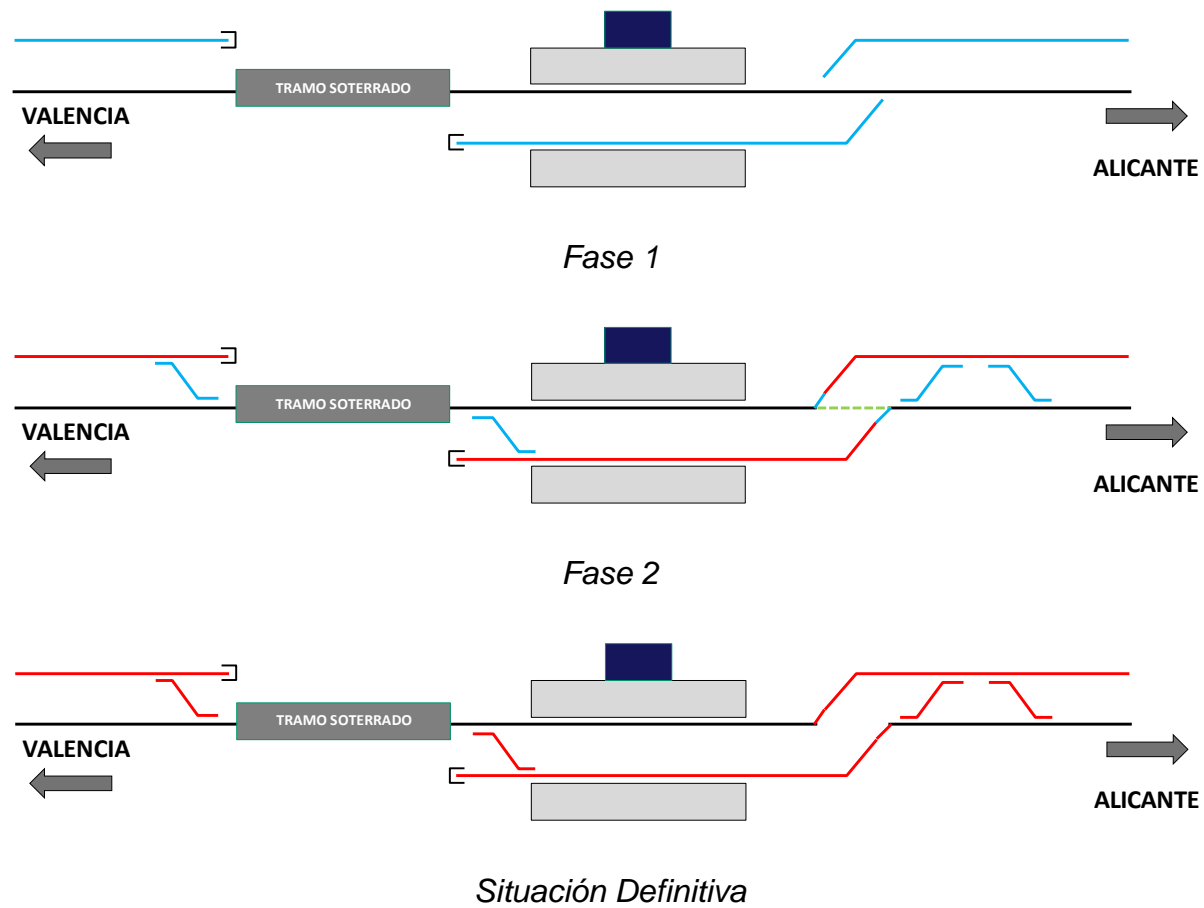 TRAMO SOTERRADO
VALENCIA
ALICANTE
Fase 1
TRAMO SOTERRADO
VALENCIA
ALICANTE
Fase 2
TRAMO SOTERRADO
VALENCIA
ALICANTE
Situación Definitiva